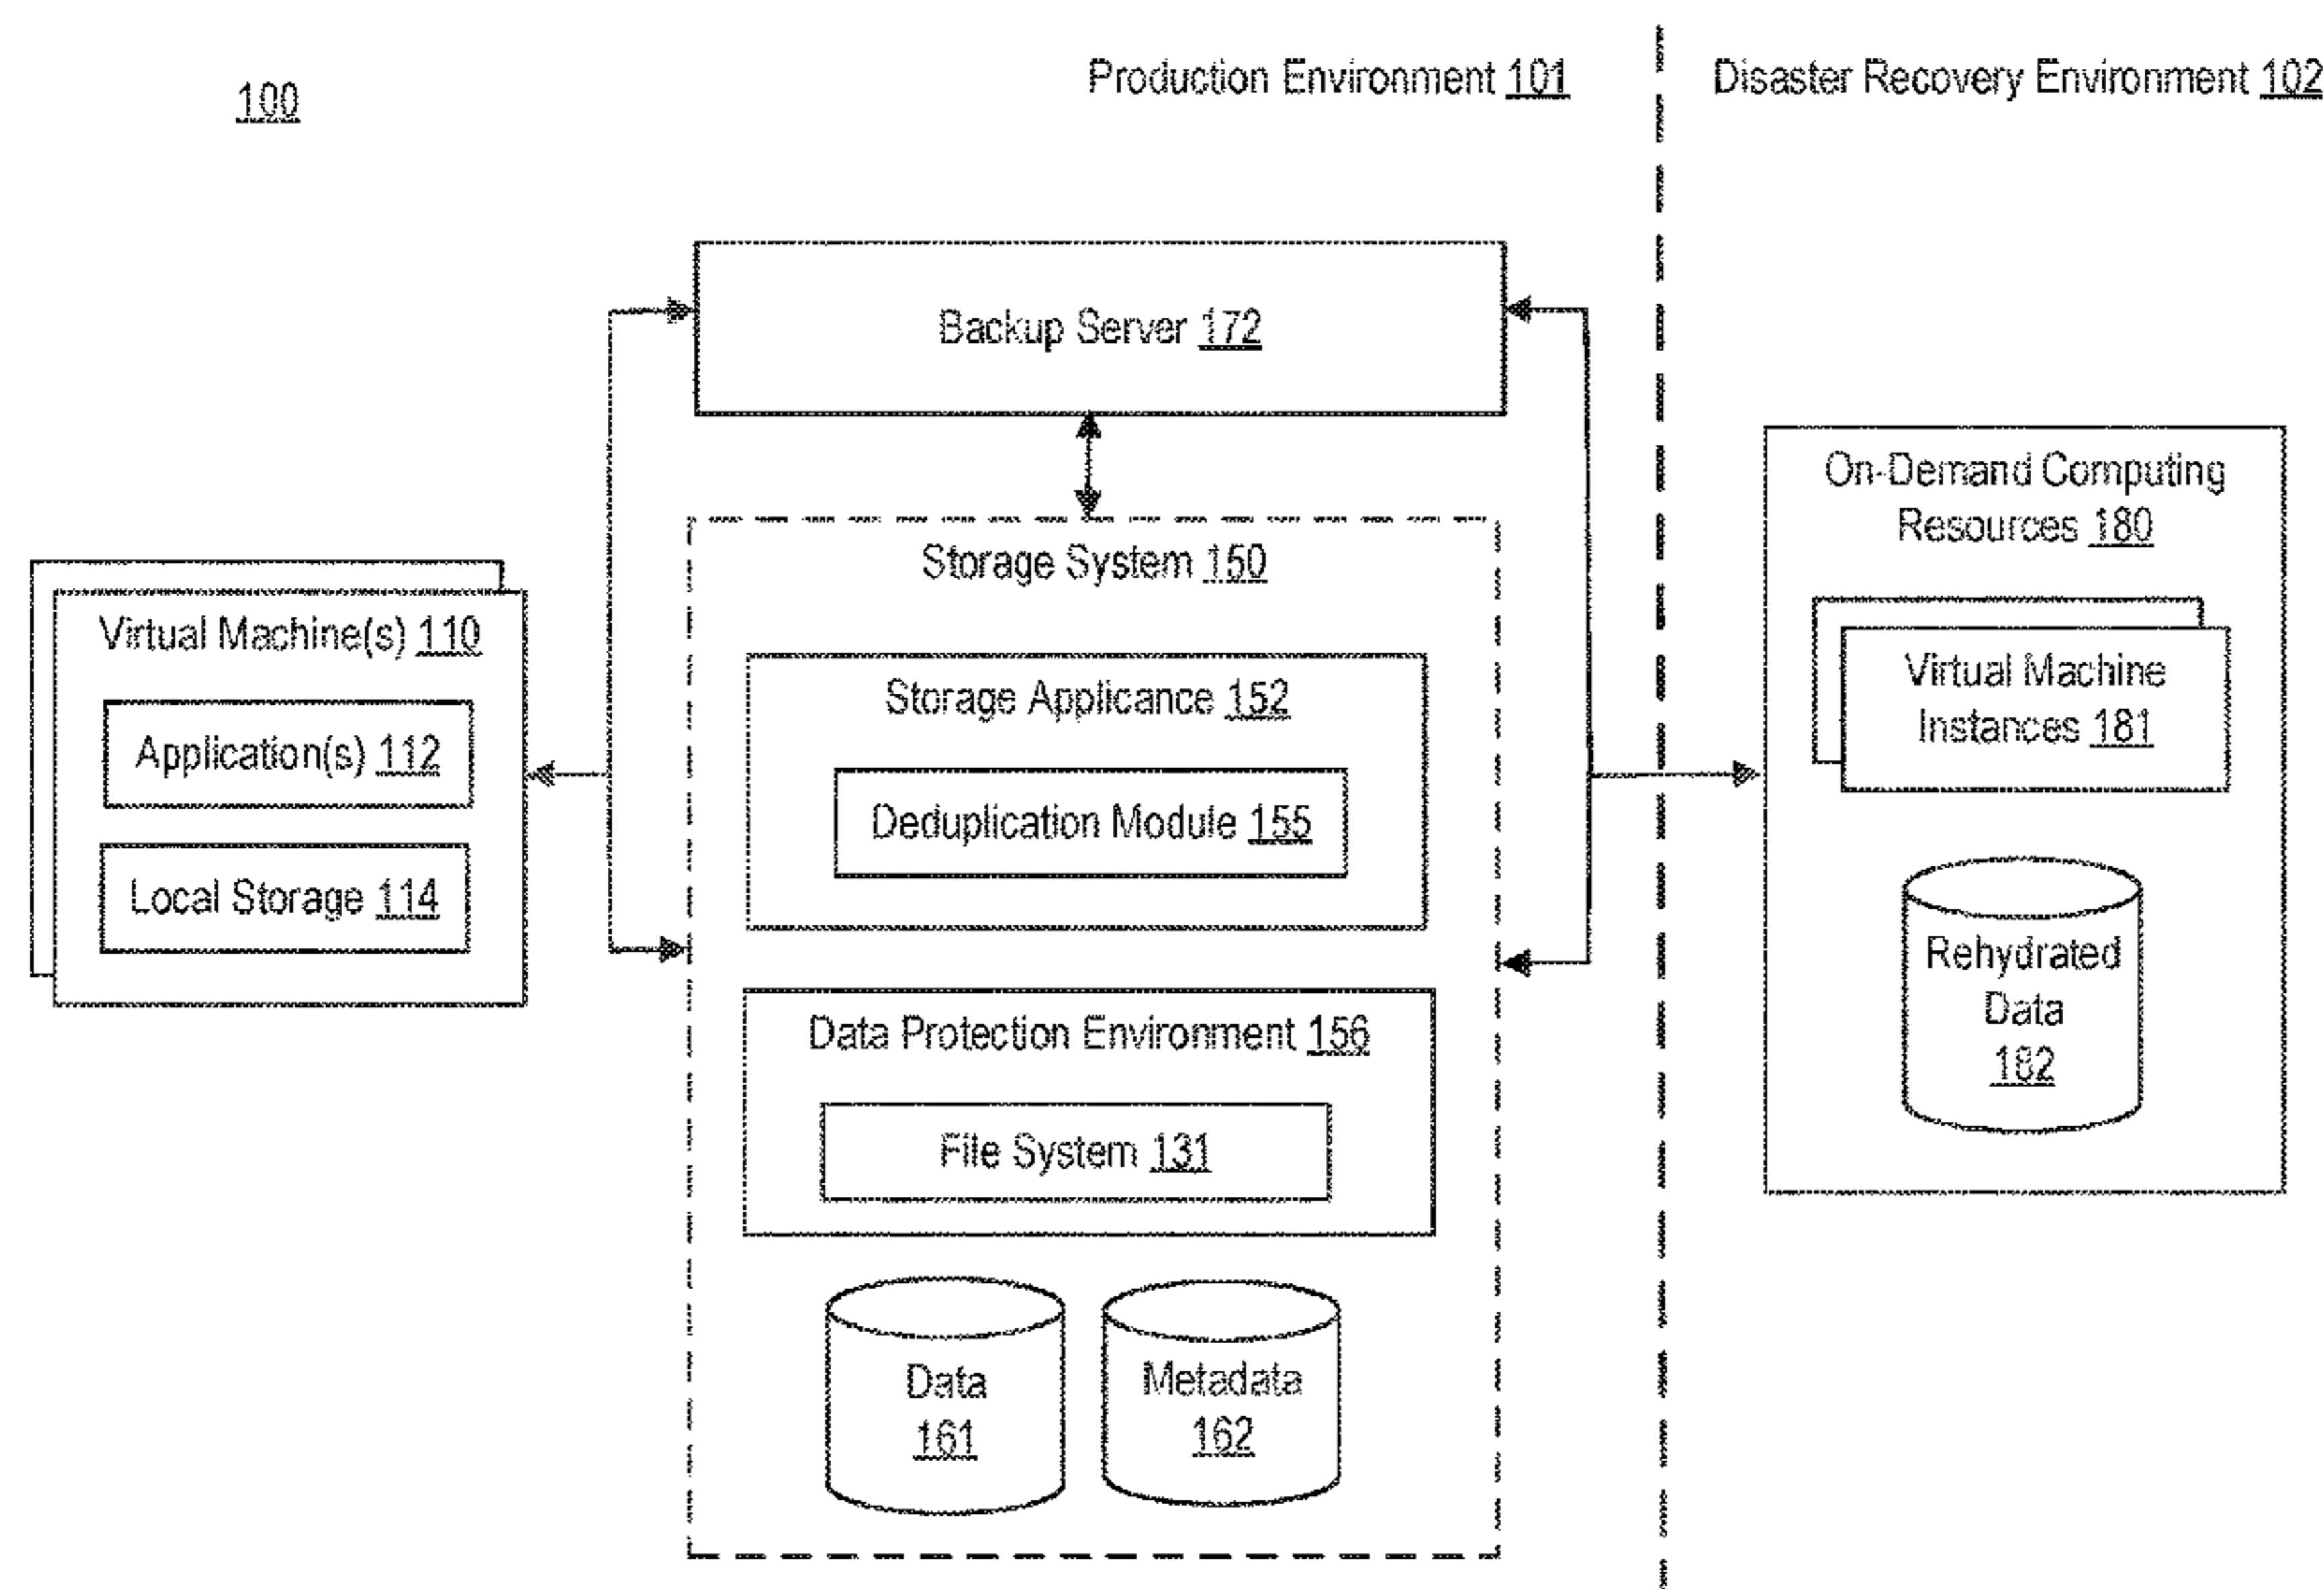 100
Production Environment 101
Disaster Recovery Environment 102
Backup Server 172
Virtual Machine(s) 110
Application(s) 112
Local Storage 114
Storage System 150
Storage Applicance 152
Deduplication Module 155
Data Protection Environment 156
File System 131
Data
161
Metadata
162
On-Demand Computing
Resources 180
Virtual Machine
Instances 181
Rehydrated
Data
182